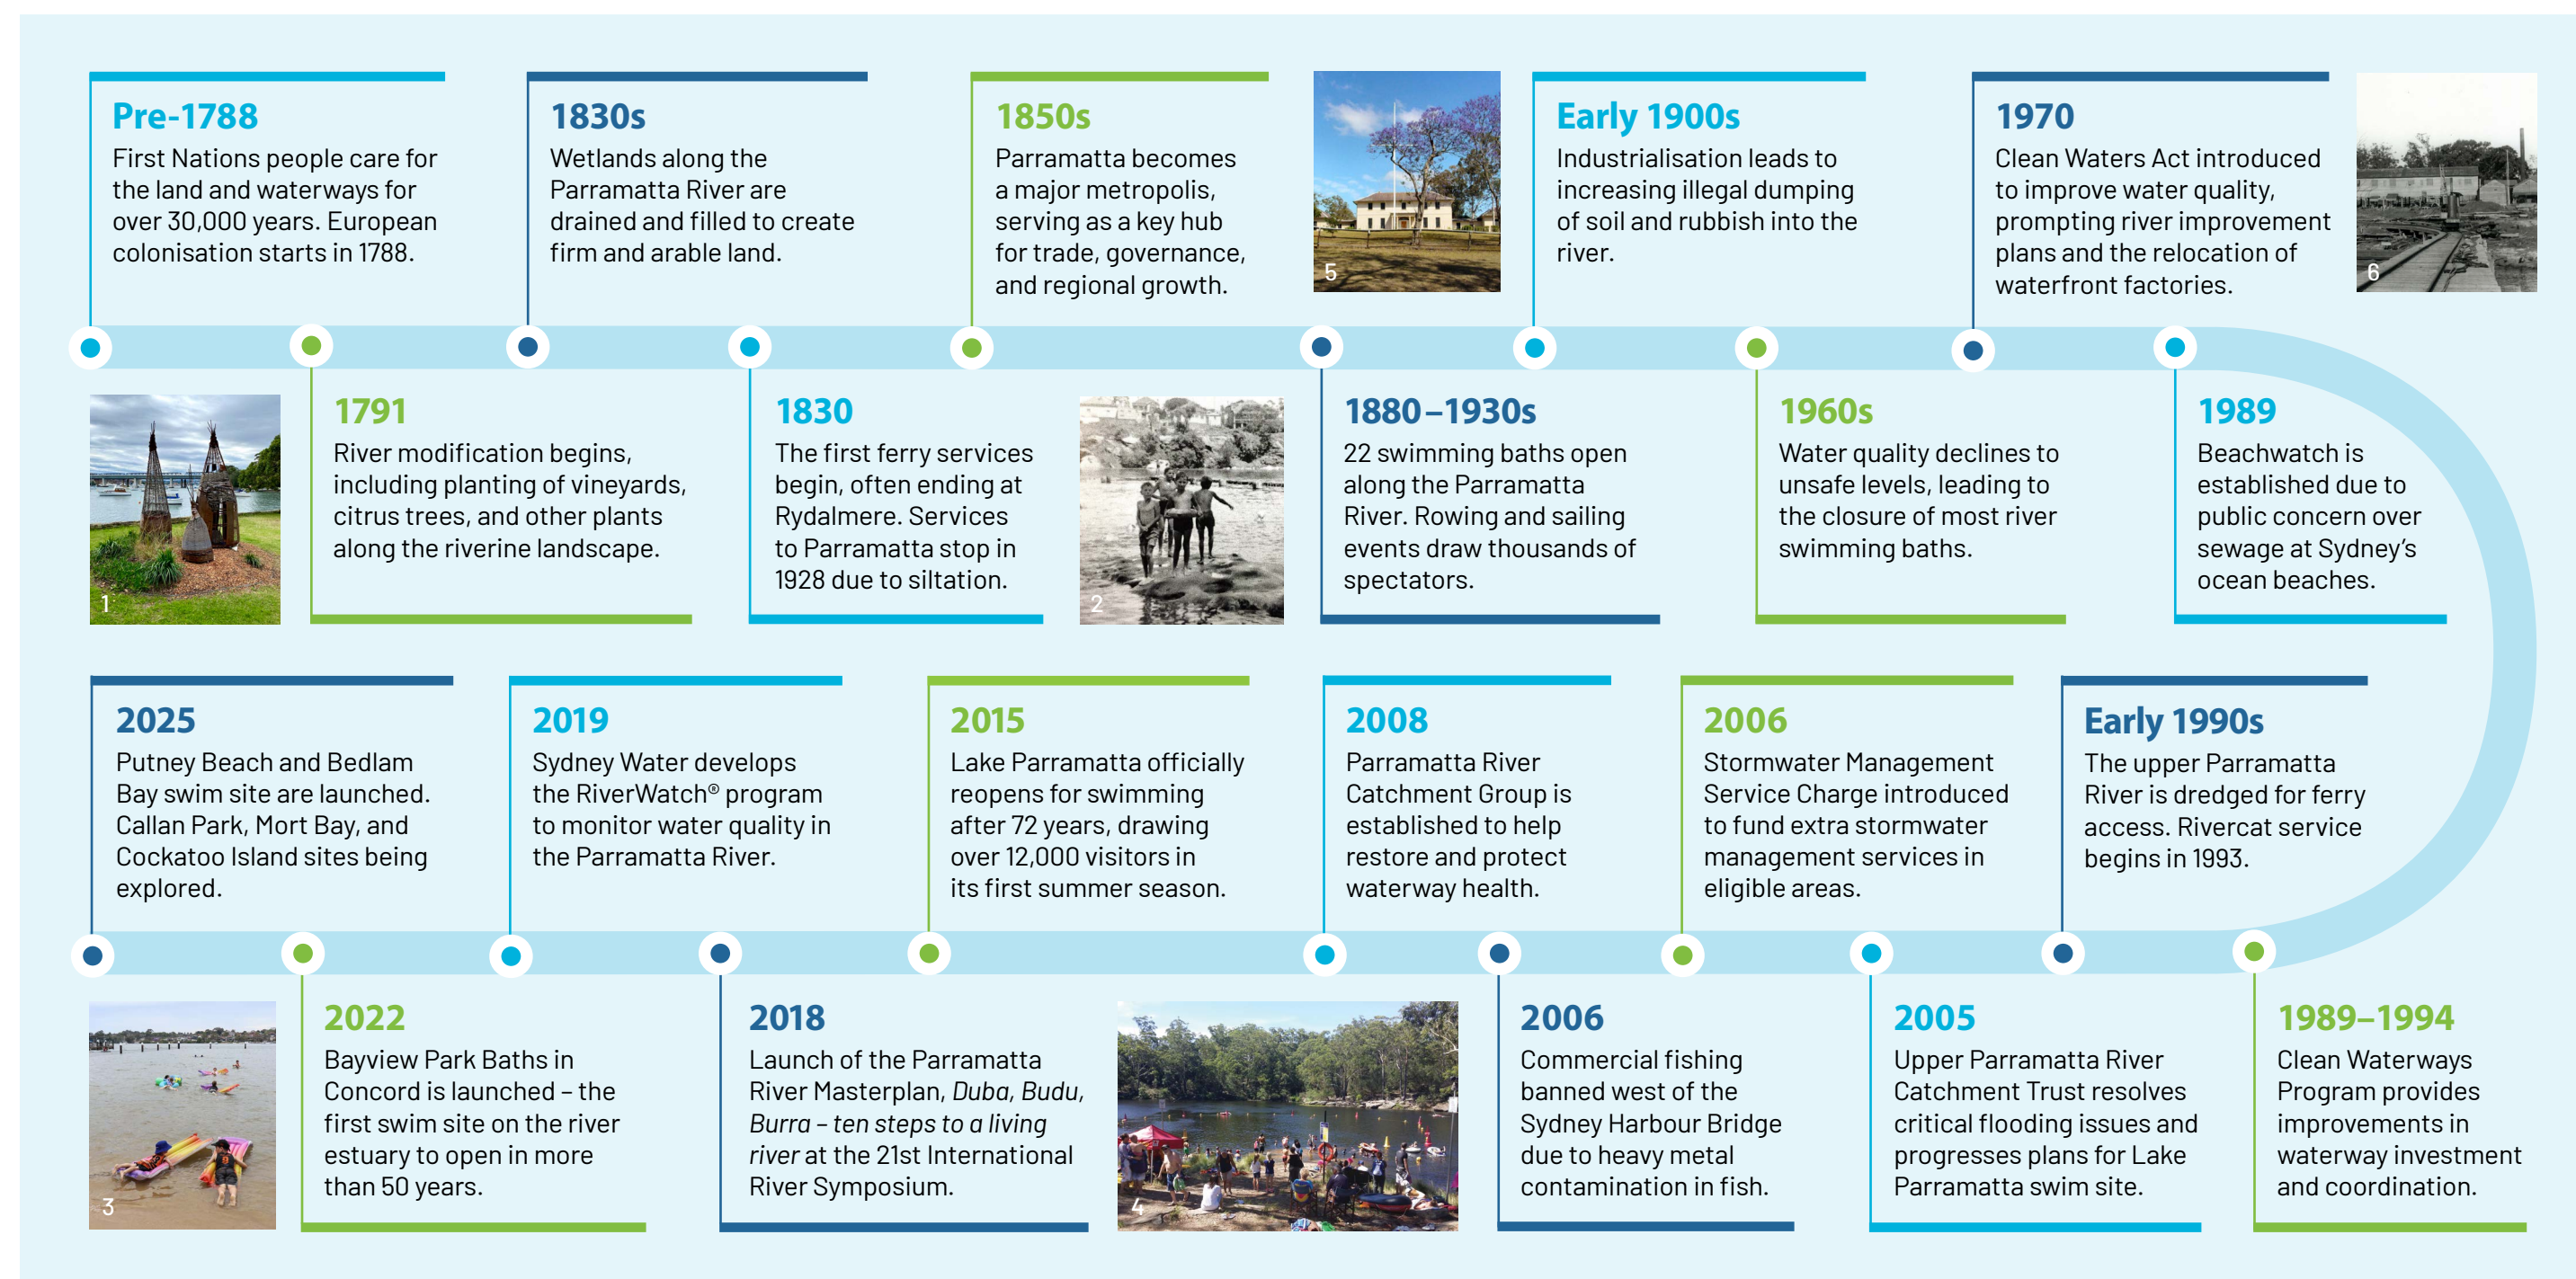 Pre-1788
First Nations people care for
the land and waterways for
over 30,000 years. European
colonisation starts in 1788.
1
1791
River modification begins,
including planting of vineyards,
citrus trees, and other plants
along the riverine landscape.
1830s
Wetlands along the
Parramatta River are
drained and filled to create
firm and arable land.
1830
The first ferry services
begin, often ending at
Rydalmere. Services
to Parramatta stop in
1928 due to siltation.
1850s
Parramatta becomes
a major metropolis,
serving as a key hub
for trade, governance,
and regional growth.
2
5
1880–1930s
22 swimming baths open
along the Parramatta
River. Rowing and sailing
events draw thousands of
spectators.
Early 1900s
Industrialisation leads to
increasing illegal dumping
of soil and rubbish into the
river.
1960s
Water quality declines to
unsafe levels, leading to
the closure of most river
swimming baths.
1970
Clean Waters Act introduced
to improve water quality,
prompting river improvement
plans and the relocation of
waterfront factories.
6
1989
Beachwatch is
established due to
public concern over
sewage at Sydney's
ocean beaches.
1989–1994
Clean Waterways
Program provides
improvements in
waterway investment
and coordination.
Early 1990s
The upper Parramatta
River is dredged for ferry
access. Rivercat service
begins in 1993.
2005
Upper Parramatta River
Catchment Trust resolves
critical flooding issues and
progresses plans for Lake
Parramatta swim site.
2006
Stormwater Management
Service Charge introduced
to fund extra stormwater
management services in
eligible areas.
2006
Commercial fishing
banned west of the
Sydney Harbour Bridge
due to heavy metal
contamination in fish.
2008
Parramatta River
Catchment Group is
established to help
restore and protect
waterway health.
4
2015
Lake Parramatta officially
reopens for swimming
after 72 years, drawing
over 12,000 visitors in
its first summer season.
2018
Launch of the Parramatta
River Masterplan, Duba, Budu,
Burra – ten steps to a living
river at the 21st International
River Symposium.
2019
Sydney Water develops
the RiverWatch® program
to monitor water quality in
the Parramatta River.
2022
Bayview Park Baths in
Concord is launched – the
first swim site on the river
estuary to open in more
than 50 years.
3
2025
Putney Beach and Bedlam
Bay swim site are launched.
Callan Park, Mort Bay, and
Cockatoo Island sites being
explored.